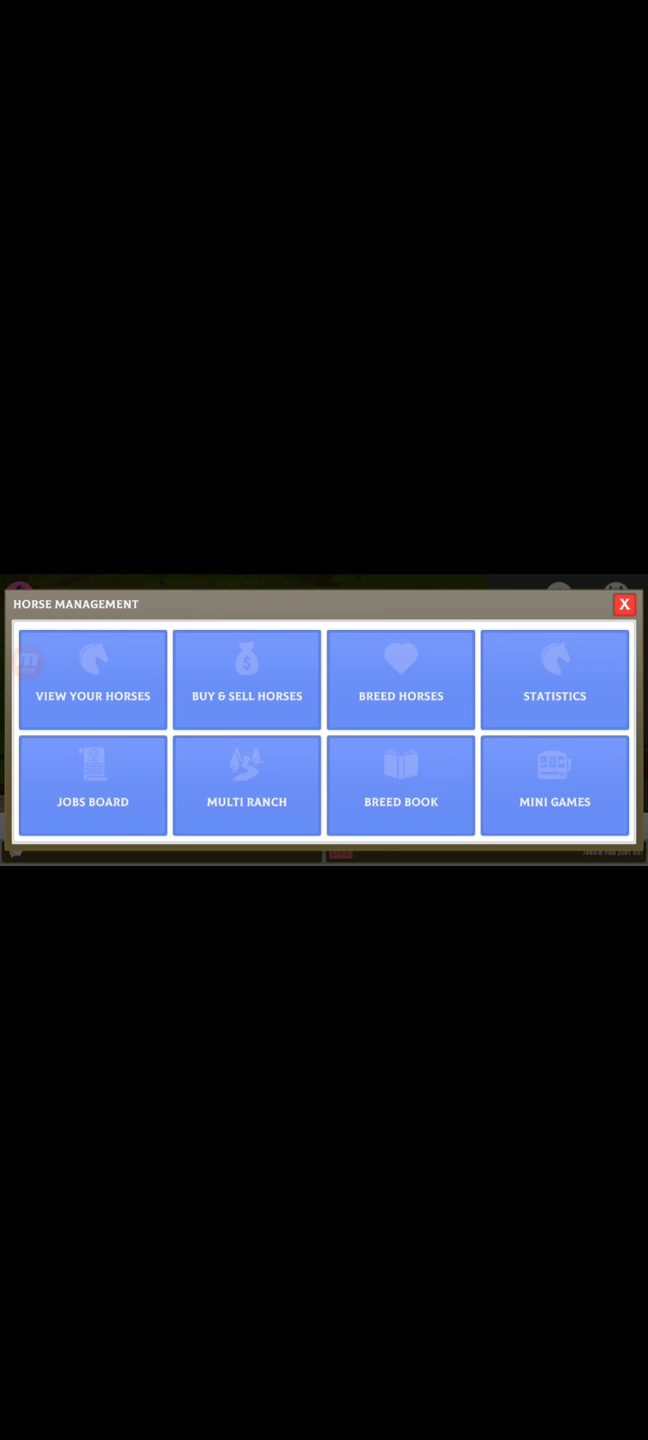 HORSE MANAGEMENT
X
VIEW YOUR HORSES
BUY & SELL HORSES
BREED HORSES
STATISTICS
JOBS BOARD
MULTI RANCH
BREED BOOK
MINI GAMES
LIVE